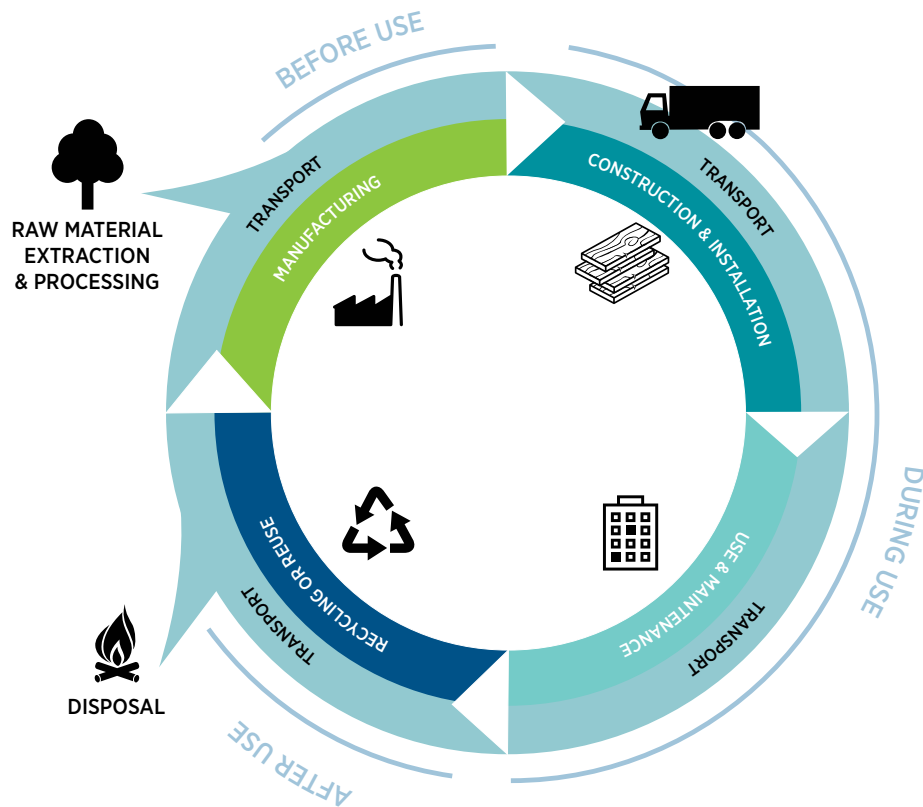 BEFORE USE
TRANSPORT
MANUFACTURING
RAW MATERIAL
EXTRACTION
& PROCESSING
TRANSPORT
CONSTRUCTION & INSTALLATION
DURING USE
USE & MAINTENANCE
TRANSPORT
RECYCLING OR REUSE
TRANSPORT
DISPOSAL
AFTER USE